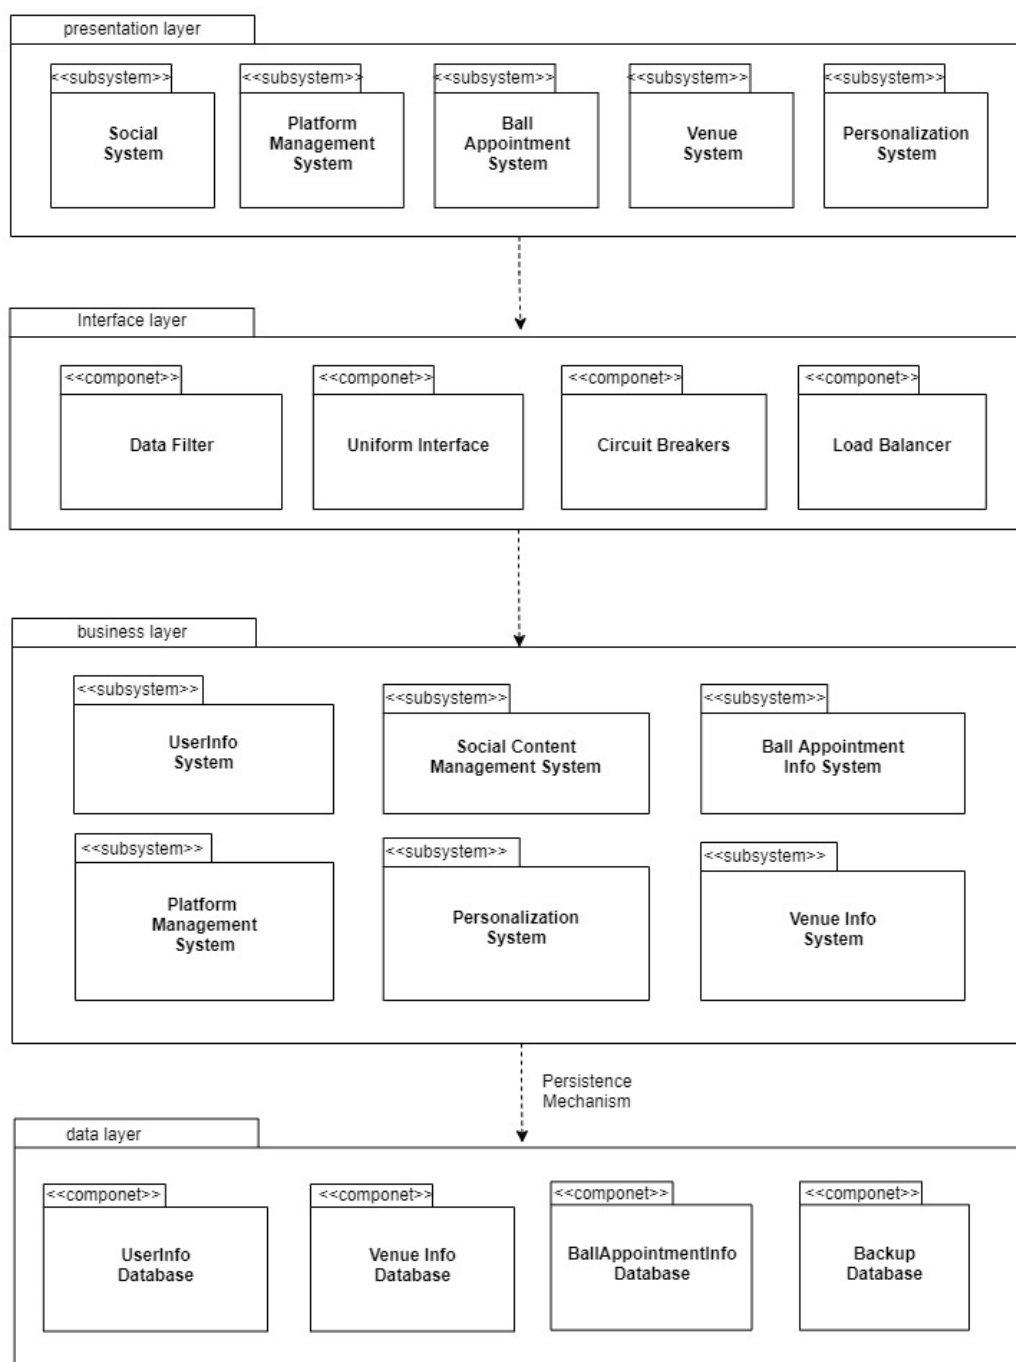 presentation layer
<<subsystem>>
<<subsystem>>
<<subsystem>>
<<subsystem>>
<<subsystem>>
Social
System
Platform
Management
System
Ball
Appointment
System
Venue
System
Personalization
System
Interface layer
<<componet>>
<<componet>>
<<componet>>
<<componet>>
Data Filter
Uniform Interface
Circuit Breakers
Load Balancer
business layer
<<subsystem>>
<<subsystem>>
<<subsystem>>
UserInfo
System
Social Content
Management System
Ball Appointment
Info System
<<subsystem>>
<<subsystem>>
<<subsystem>>
Platform
Management
System
Personalization
System
Venue Info
System
Persistence
Mechanism
data layer
<<componet>>
<<componet>>
<<componet>>
<<componet>>
UserInfo
Database
Venue Info
Database
BallAppointmentInfo
Database
Backup
Database